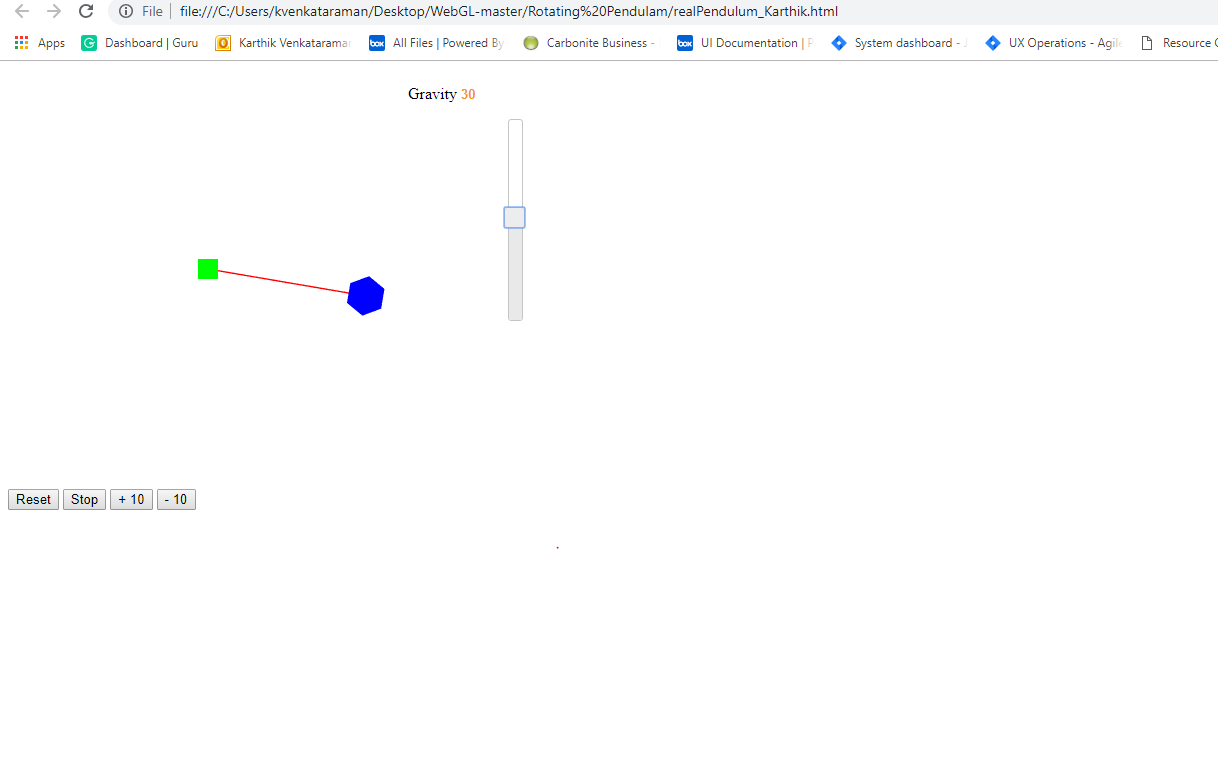 File file:///C:/Users/kvenkataraman/Desktop/WebGL-master/Rotating%20Pendulam/realPendulum_Karthik.html
Apps Dashboard | Guru Karthik Venkataraman All Files | Powered By Carbonite Business - UI Documentation | System dashboard - UX Operations - Agile Resource
Gravity 30
Reset Stop + 10 - 10